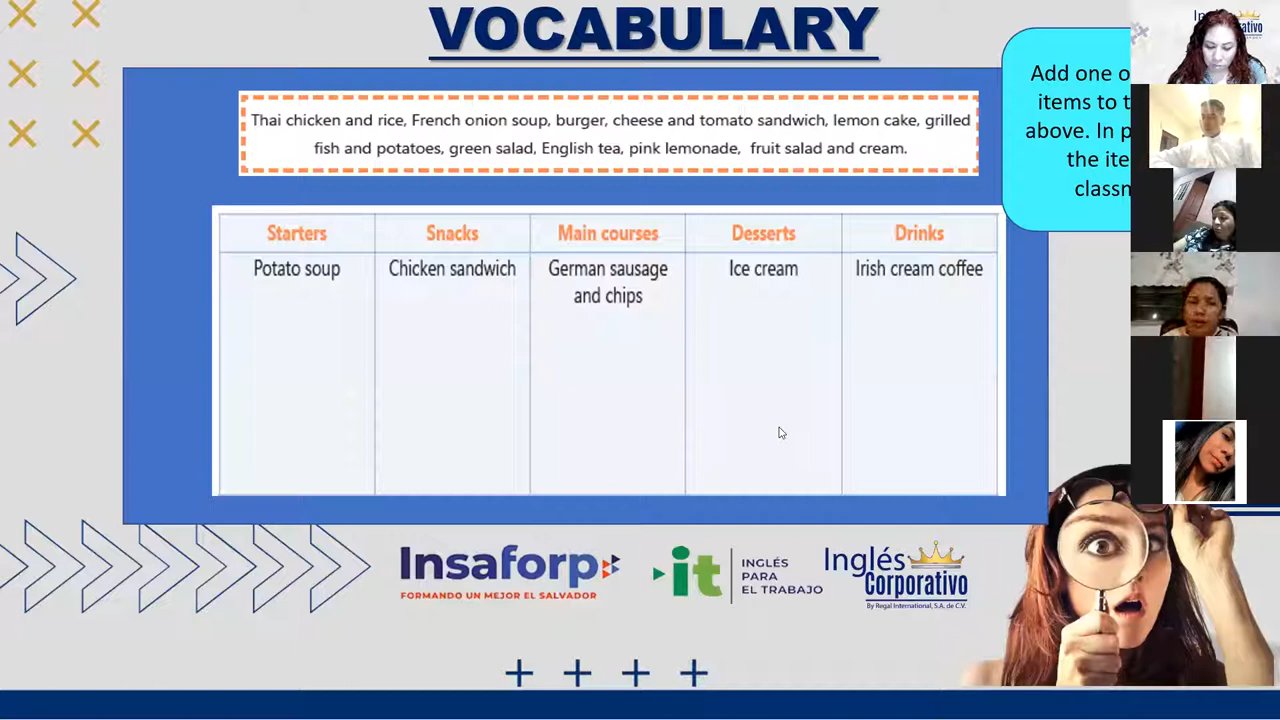 VOCABULARY
Thai chicken and rice, French onion soup, burger, cheese and tomato sandwich, lemon cake, grilled
fish and potatoes, green salad, English tea, pink lemonade, fruit salad and cream.
Add one o
items to t
above. In p
the ite
classm
Starters Snacks Main courses Desserts Drinks
Potato soup Chicken sandwich German sausage Ice cream Irish cream coffee
and chips
Insaforp
FORMANDO UN MEJOR EL SALVADOR
it
INGLÉS
PARA
EL TRABAJO
Inglés
Corporativo
By Regal International, S.A. de C.V.